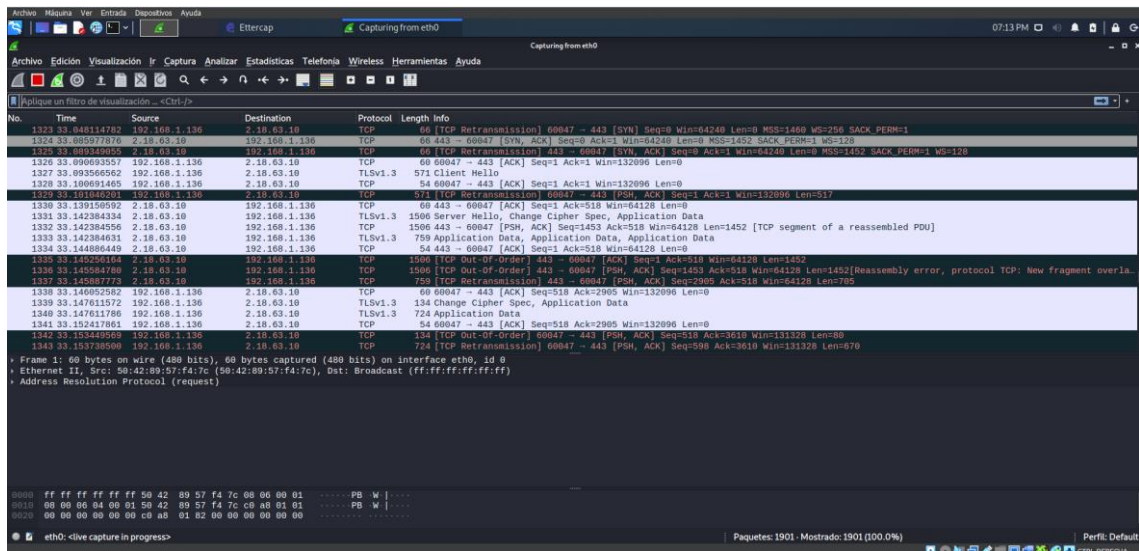 Archivo Máquina Ver Entrada Dispositivos Ayuda
Ettercap Capturing from eth0 07:13 PM
Capturing from eth0
Archivo Edición Visualización Ir Captura Analizar Estadísticas Telefonía Wireless Herramientas Ayuda
Aplique un filtro de visualización ... <Ctrl-/>
No. Time Source Destination Protocol Length Info
1323 33.048114782 192.168.1.136 2.18.63.10 TCP 66 [TCP Retransmission] 60047 → 443 [SYN] Seq=0 Win=64240 Len=0 MSS=1460 WS=256 SACK_PERM=1
1324 33.085977876 2.18.63.10 192.168.1.136 TCP 66 443 → 60047 [SYN, ACK] Seq=0 Ack=1 Win=64240 Len=0 MSS=1452 SACK_PERM=1 WS=128
1325 33.089349055 2.18.63.10 192.168.1.136 TCP 66 [TCP Retransmission] 443 → 60047 [SYN, ACK] Seq=0 Ack=1 Win=64240 Len=0 MSS=1452 SACK_PERM=1 WS=128
1326 33.090693557 192.168.1.136 2.18.63.10 TCP 60 60047 → 443 [ACK] Seq=1 Ack=1 Win=132096 Len=0
1327 33.093566562 192.168.1.136 2.18.63.10 TLSv1.3 571 Client Hello
1328 33.100691465 192.168.1.136 2.18.63.10 TCP 54 60047 → 443 [ACK] Seq=1 Ack=1 Win=132096 Len=0
1329 33.101046201 192.168.1.136 2.18.63.10 TCP 571 [TCP Retransmission] 60047 → 443 [PSH, ACK] Seq=1 Ack=1 Win=132096 Len=517
1330 33.139150592 2.18.63.10 192.168.1.136 TCP 60 443 → 60047 [ACK] Seq=1 Ack=518 Win=64128 Len=0
1331 33.142384334 2.18.63.10 192.168.1.136 TLSv1.3 1506 Server Hello, Change Cipher Spec, Application Data
1332 33.142384556 2.18.63.10 192.168.1.136 TCP 1506 443 → 60047 [PSH, ACK] Seq=1453 Ack=518 Win=64128 Len=1452 [TCP segment of a reassembled PDU]
1333 33.142384631 2.18.63.10 192.168.1.136 TLSv1.3 759 Application Data, Application Data, Application Data
1334 33.144886449 2.18.63.10 192.168.1.136 TCP 54 443 → 60047 [ACK] Seq=1 Ack=518 Win=64128 Len=0
1335 33.145256164 2.18.63.10 192.168.1.136 TCP 1506 [TCP Out-Of-Order] 443 → 60047 [ACK] Seq=1 Ack=518 Win=64128 Len=1452
1336 33.145584780 2.18.63.10 192.168.1.136 TCP 1506 [TCP Out-Of-Order] 443 → 60047 [PSH, ACK] Seq=1453 Ack=518 Win=64128 Len=1452[Reassembly error, protocol TCP: New fragment overla...
1337 33.145887773 2.18.63.10 192.168.1.136 TCP 759 [TCP Retransmission] 443 → 60047 [PSH, ACK] Seq=2905 Ack=518 Win=64128 Len=705
1338 33.146052582 192.168.1.136 2.18.63.10 TCP 60 60047 → 443 [ACK] Seq=518 Ack=2905 Win=132096 Len=0
1339 33.147611572 192.168.1.136 2.18.63.10 TLSv1.3 134 Change Cipher Spec, Application Data
1340 33.147611786 192.168.1.136 2.18.63.10 TLSv1.3 724 Application Data
1341 33.152417861 192.168.1.136 2.18.63.10 TCP 54 60047 → 443 [ACK] Seq=518 Ack=2905 Win=132096 Len=0
1342 33.153449569 192.168.1.136 2.18.63.10 TCP 134 [TCP Out-Of-Order] 60047 → 443 [PSH, ACK] Seq=518 Ack=3610 Win=131328 Len=80
1343 33.153738500 192.168.1.136 2.18.63.10 TCP 724 [TCP Retransmission] 60047 → 443 [PSH, ACK] Seq=598 Ack=3610 Win=131328 Len=670
Frame 1: 60 bytes on wire (480 bits), 60 bytes captured (480 bits) on interface eth0, id 0
Ethernet II, Src: 50:42:89:57:f4:7c (50:42:89:57:f4:7c), Dst: Broadcast (ff:ff:ff:ff:ff:ff)
Address Resolution Protocol (request)
0000 ff ff ff ff ff ff 50 42 89 57 f4 7c 08 06 00 01 ······PB ·W·|····
0010 08 00 06 04 00 01 50 42 89 57 f4 7c c0 a8 01 01 ······PB ·W·|····
0020 00 00 00 00 00 00 c0 a8 01 82 00 00 00 00 00 00 ········ ········
eth0: <live capture in progress> Paquetes: 1901 · Mostrado: 1901 (100.0%) Perfil: Default
CTRL DERECHA